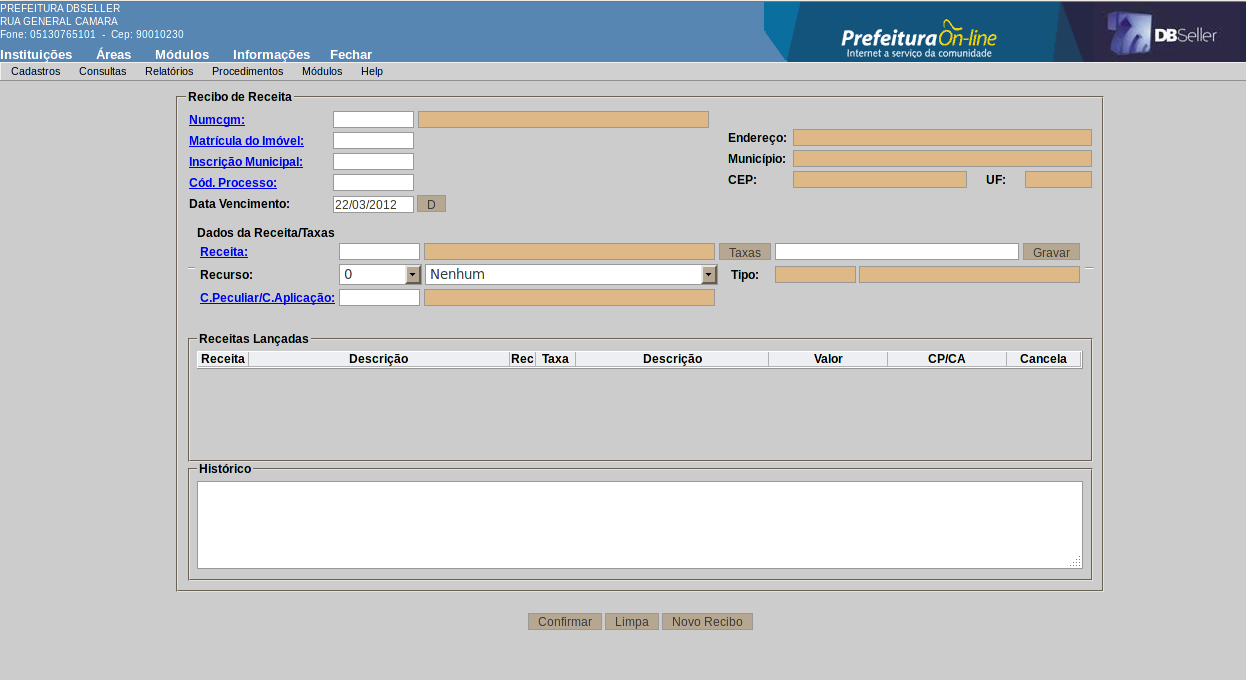 PREFEITURA DBSELLER
RUA GENERAL CAMARA
Fone: 05130765101 - Cep: 90010230
Prefeitura On-line
Internet a serviço da comunidade
DBSeller
Instituições Áreas Módulos Informações Fechar
Cadastros Consultas Relatórios Procedimentos Módulos Help
Recibo de Receita
Numcgm:
Matrícula do Imóvel:
Inscrição Municipal:
Cód. Processo:
Data Vencimento: 22/03/2012 D
Endereço:
Município:
CEP: UF:
Dados da Receita/Taxas
Receita: Taxas Gravar
Recurso: 0 Nenhum Tipo:
C.Peculiar/C.Aplicação:
Receitas Lançadas
Receita Descrição Rec Taxa Descrição Valor CP/CA Cancela
Histórico
Confirmar Limpa Novo Recibo